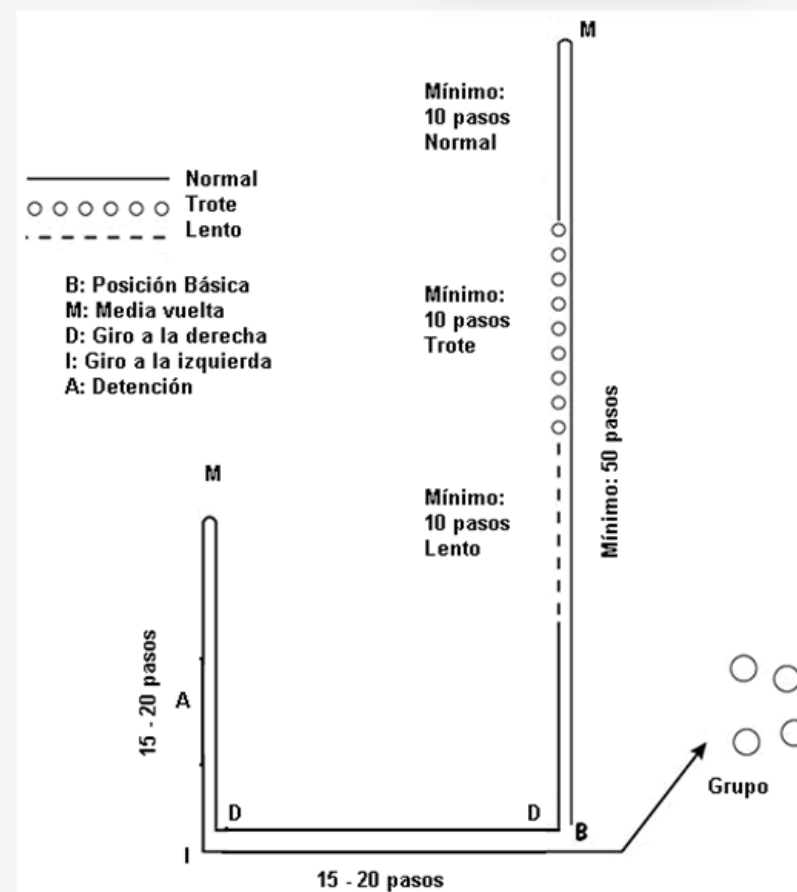 M
Mínimo:
10 pasos
Normal
Normal
Trote
Lento
B: Posición Básica
M: Media vuelta
D: Giro a la derecha
I: Giro a la izquierda
A: Detención
Mínimo:
10 pasos
Trote
Mínimo: 50 pasos
M
Mínimo:
10 pasos
Lento
15 - 20 pasos
A
Grupo
D
D
B
I
15 - 20 pasos